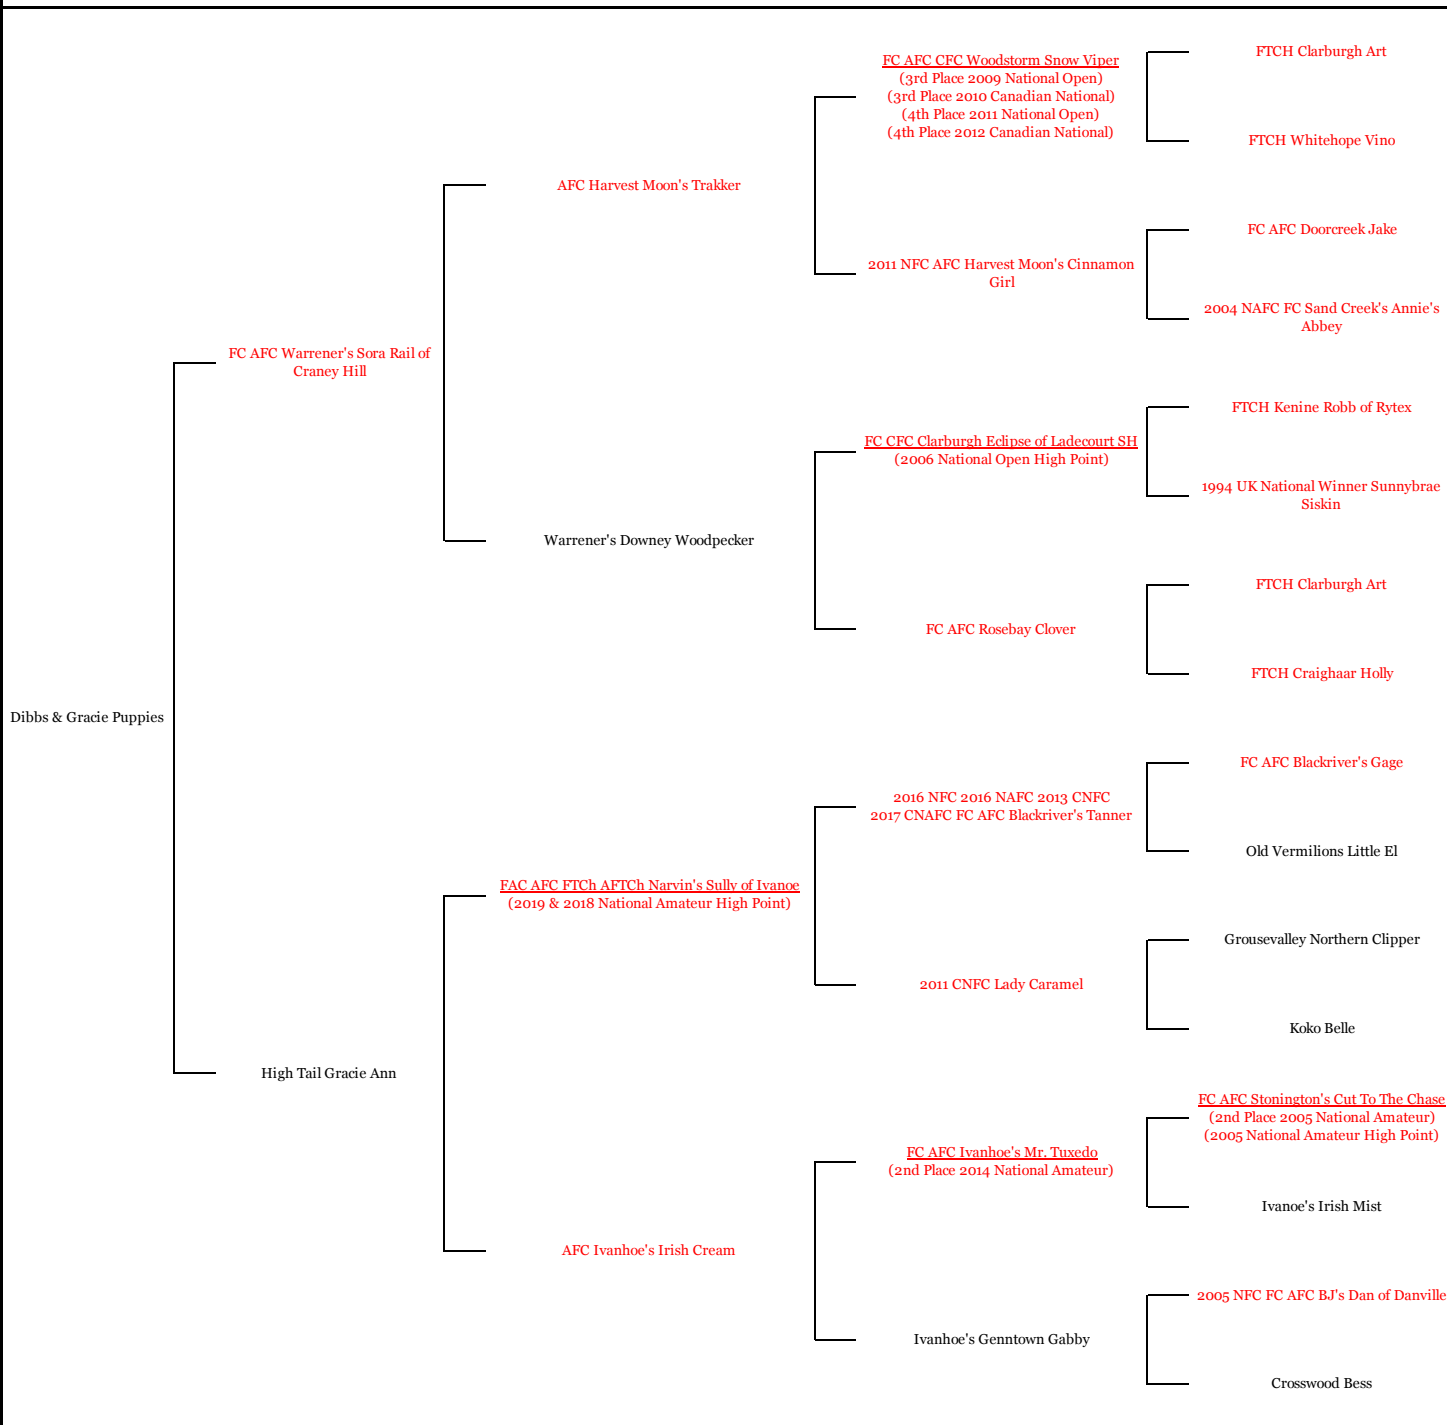 FTCH Clarburgh Art
FC AFC CFC Woodstorm Snow Viper
(3rd Place 2009 National Open)
(3rd Place 2010 Canadian National)
(4th Place 2011 National Open)
(4th Place 2012 Canadian National)
FTCH Whitehope Vino
AFC Harvest Moon's Trakker
FC AFC Doorcreek Jake
2011 NFC AFC Harvest Moon's Cinnamon
Girl
2004 NAFC FC Sand Creek's Annie's
Abbey
FC AFC Warrener's Sora Rail of
Craney Hill
FTCH Kenine Robb of Rytex
FC CFC Clarburgh Eclipse of Ladecourt SH
(2006 National Open High Point)
1994 UK National Winner Sunnybrae
Siskin
Warrener's Downey Woodpecker
FTCH Clarburgh Art
FC AFC Rosebay Clover
FTCH Craighaar Holly
Dibbs & Gracie Puppies
FC AFC Blackriver's Gage
2016 NFC 2016 NAFC 2013 CNFC
2017 CNAFC FC AFC Blackriver's Tanner
Old Vermilions Little El
FAC AFC FTCh AFTCh Narvin's Sully of Ivanoe
(2019 & 2018 National Amateur High Point)
Grousevalley Northern Clipper
2011 CNFC Lady Caramel
Koko Belle
High Tail Gracie Ann
FC AFC Stonington's Cut To The Chase
(2nd Place 2005 National Amateur)
(2005 National Amateur High Point)
FC AFC Ivanhoe's Mr. Tuxedo
(2nd Place 2014 National Amateur)
Ivanoe's Irish Mist
AFC Ivanhoe's Irish Cream
2005 NFC FC AFC BJ's Dan of Danville
Ivanhoe's Genntown Gabby
Crosswood Bess